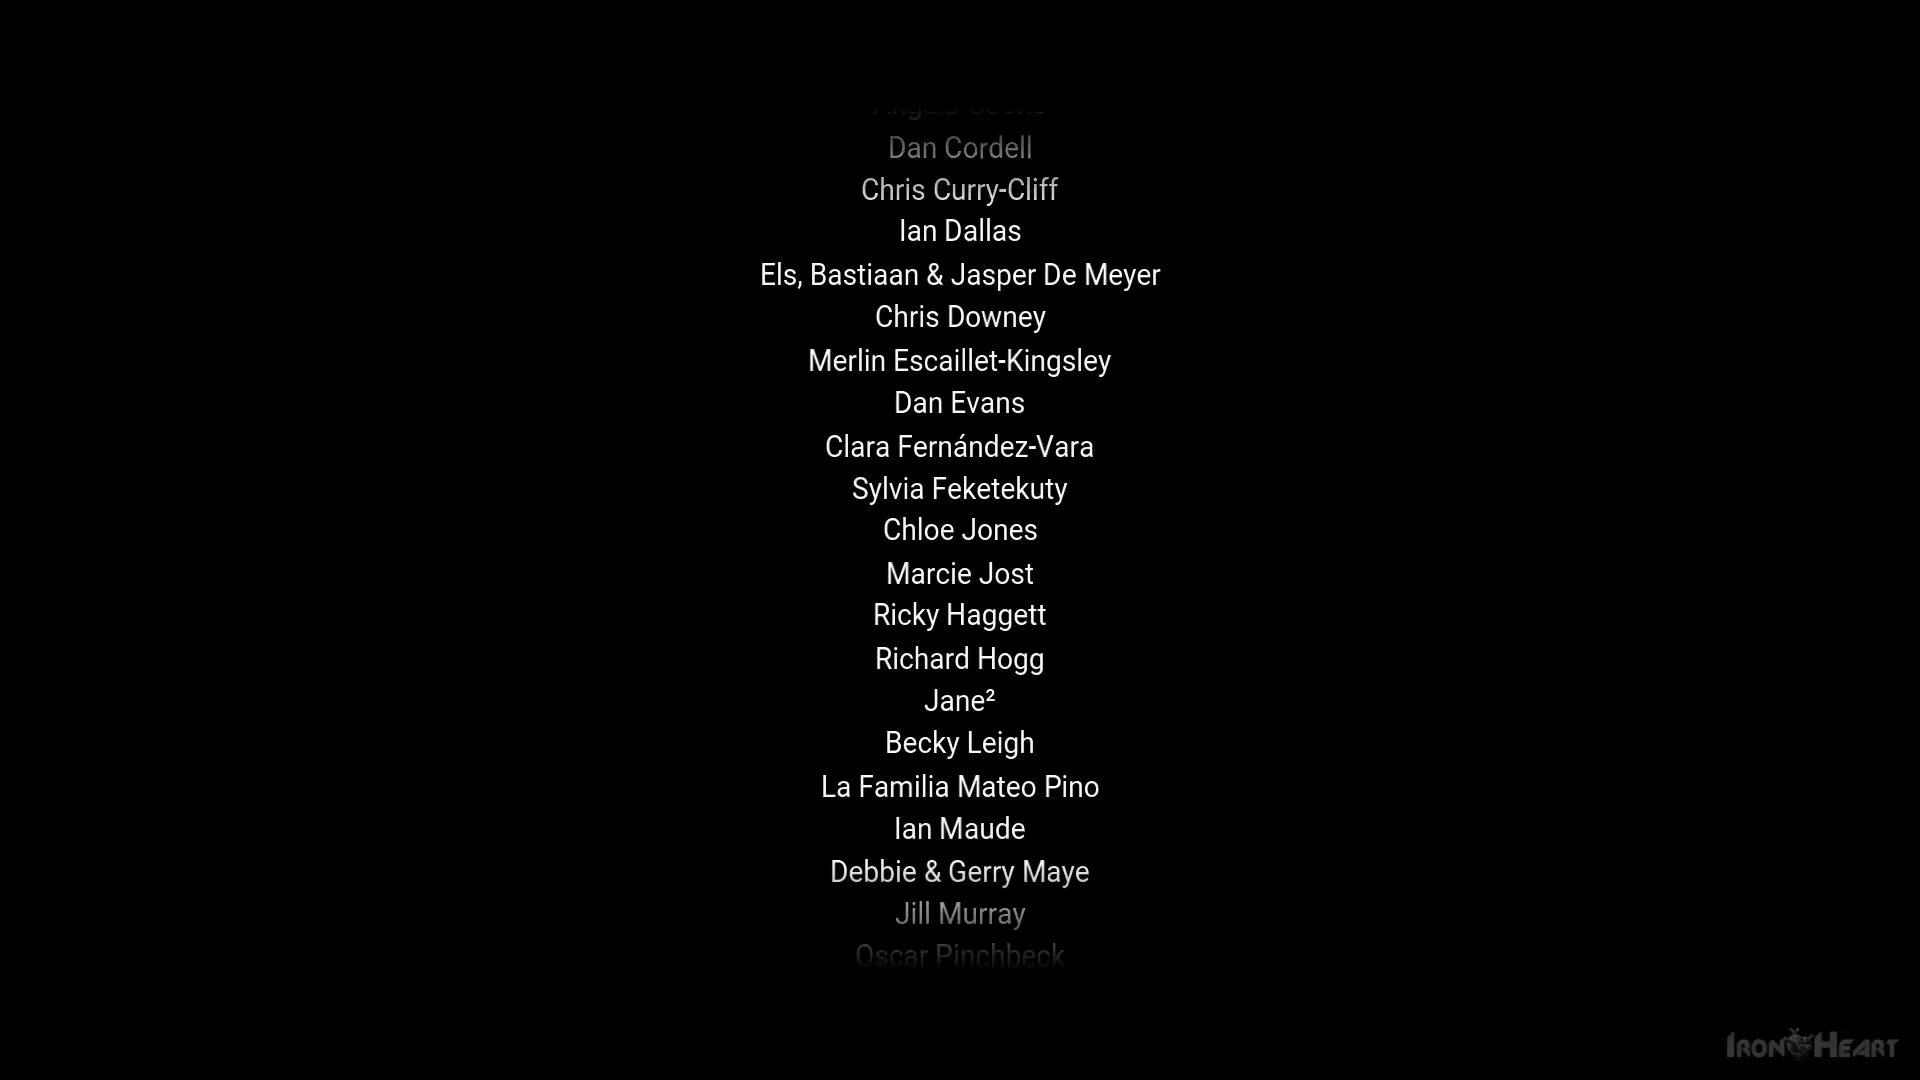 Dan Cordell
Chris Curry-Cliff
Ian Dallas
Els, Bastiaan & Jasper De Meyer
Chris Downey
Merlin Escaillet-Kingsley
Dan Evans
Clara Fernández-Vara
Sylvia Feketekuty
Chloe Jones
Marcie Jost
Ricky Haggett
Richard Hogg
Jane²
Becky Leigh
La Familia Mateo Pino
Ian Maude
Debbie & Gerry Maye
Jill Murray
Oscar Pinchbeck
Iron Heart